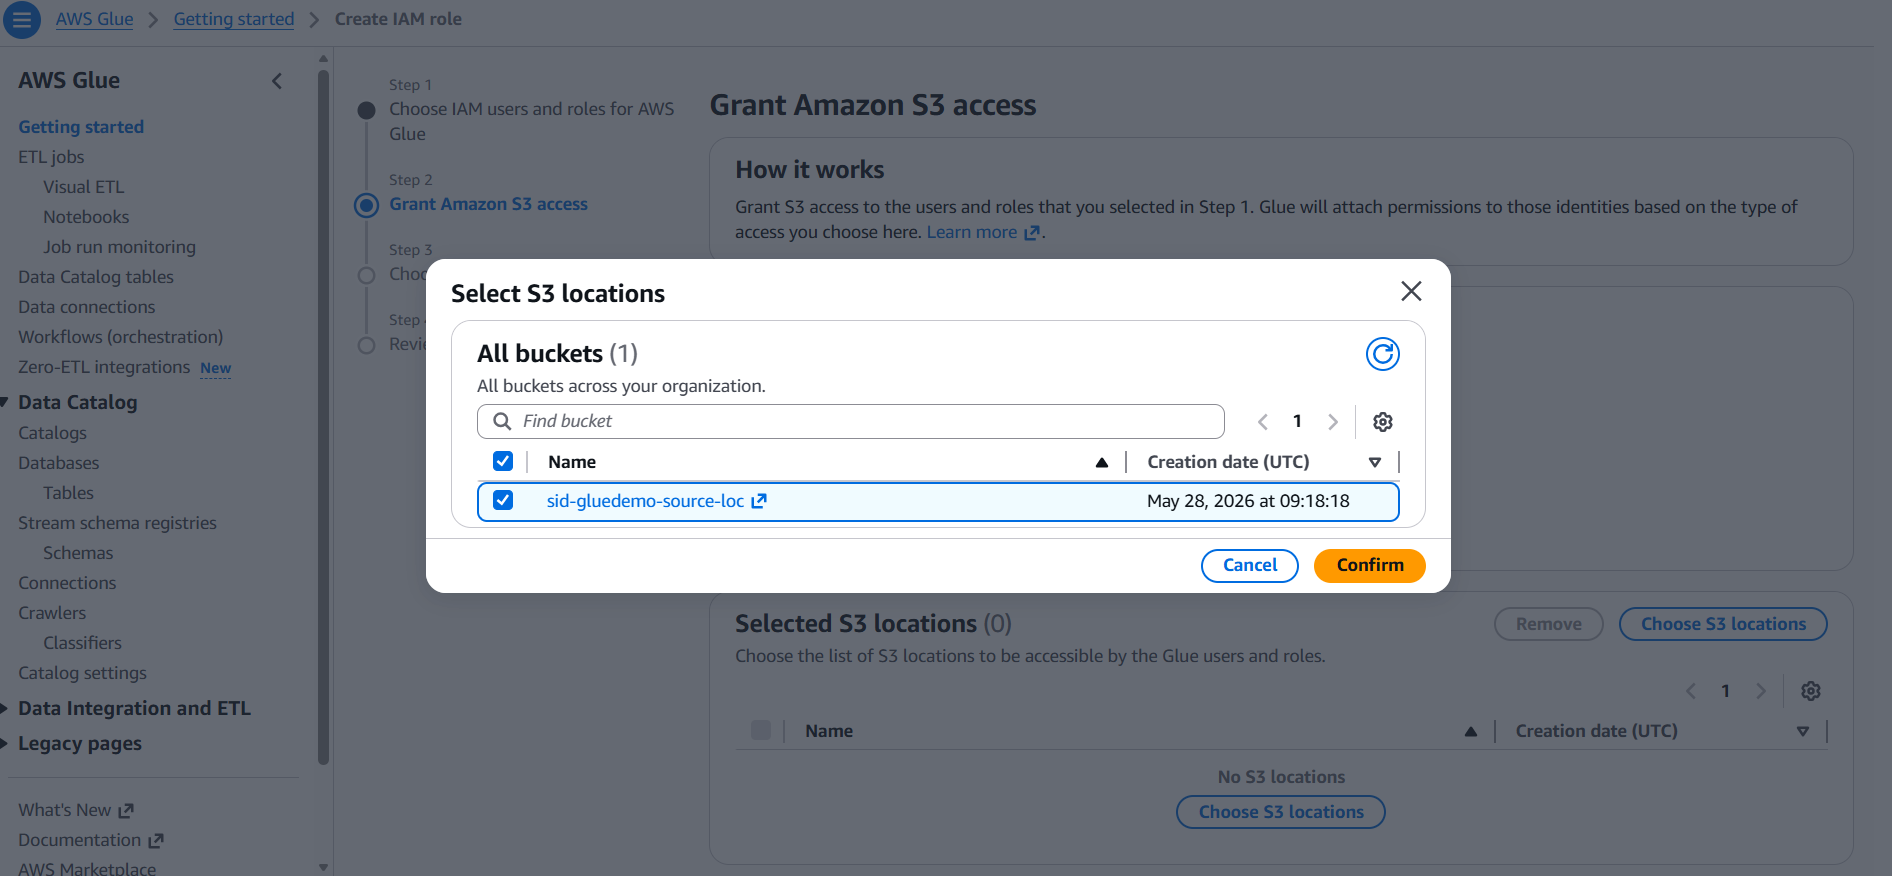 AWS Glue > Getting started > Create IAM role
AWS Glue
Getting started
ETL jobs
Visual ETL
Notebooks
Job run monitoring
Data Catalog tables
Data connections
Workflows (orchestration)
Zero-ETL integrations New
Data Catalog
Catalogs
Databases
Tables
Stream schema registries
Schemas
Connections
Crawlers
Classifiers
Catalog settings
Data Integration and ETL
Legacy pages
What's New
Documentation
AWS Marketplace
Step 1
Choose IAM users and roles for AWS
Glue
Step 2
Grant Amazon S3 access
Step 3
Choo
Step
Revie
Grant Amazon S3 access
How it works
Grant S3 access to the users and roles that you selected in Step 1. Glue will attach permissions to those identities based on the type of
access you choose here. Learn more.
Select S3 locations
All buckets (1)
All buckets across your organization.
Find bucket
1
Name Creation date (UTC)
sid-gluedemo-source-loc May 28, 2026 at 09:18:18
Cancel Confirm
Selected S3 locations (0)
Remove Choose S3 locations
Choose the list of S3 locations to be accessible by the Glue users and roles.
1
Name Creation date (UTC)
No S3 locations
Choose S3 locations